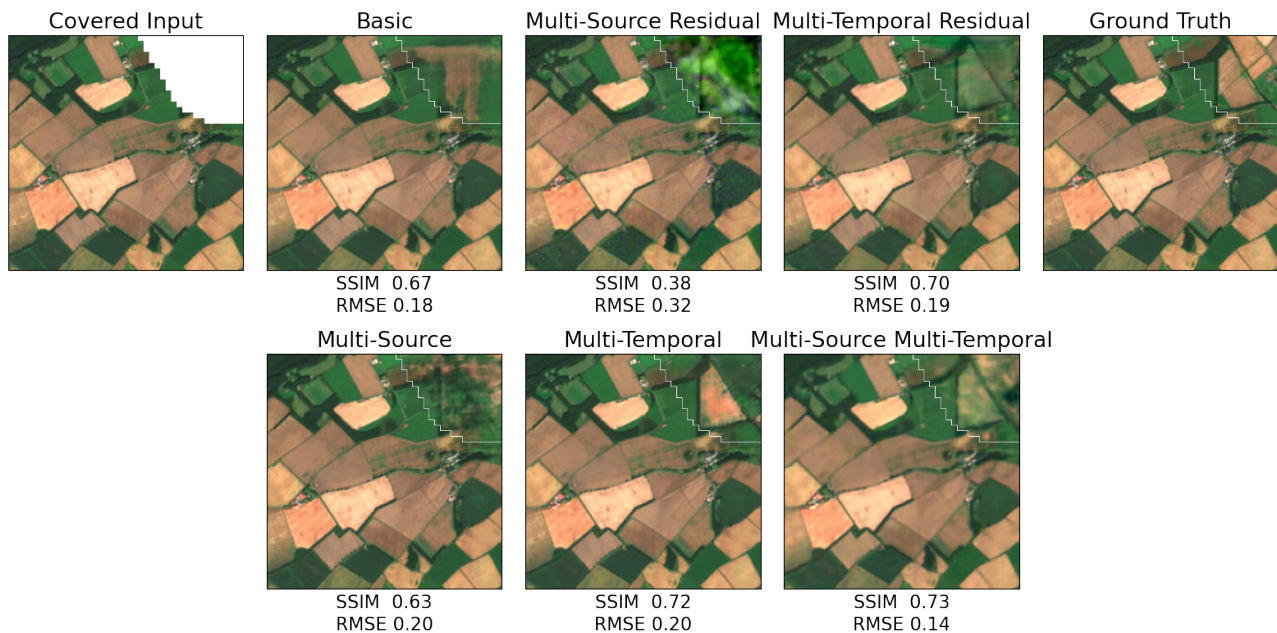 Covered Input
Basic
Multi-Source Residual
Multi-Temporal Residual
Ground Truth
SSIM 0.67
RMSE 0.18
SSIM 0.38
RMSE 0.32
SSIM 0.70
RMSE 0.19
Multi-Source
Multi-Temporal
Multi-Source Multi-Temporal
SSIM 0.63
RMSE 0.20
SSIM 0.72
RMSE 0.20
SSIM 0.73
RMSE 0.14